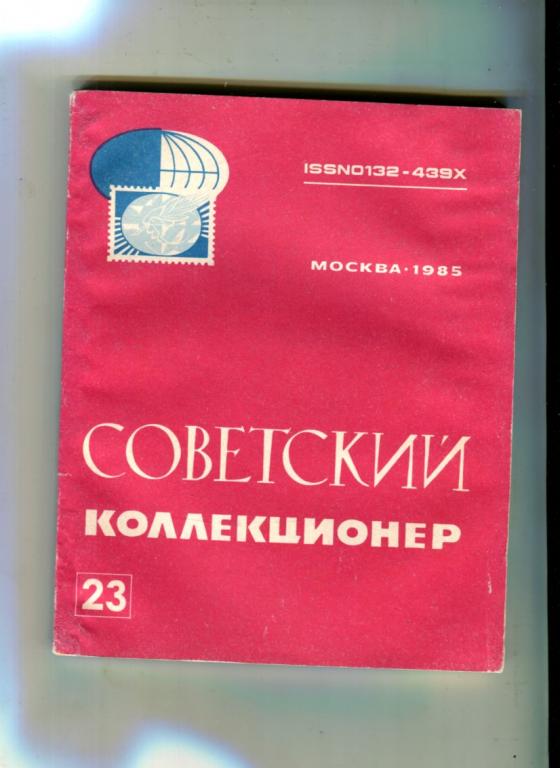 ISSN0132-439X
МОСКВА·1985
СОВЕТСКИЙ
КОЛЛЕКЦИОНЕР
23